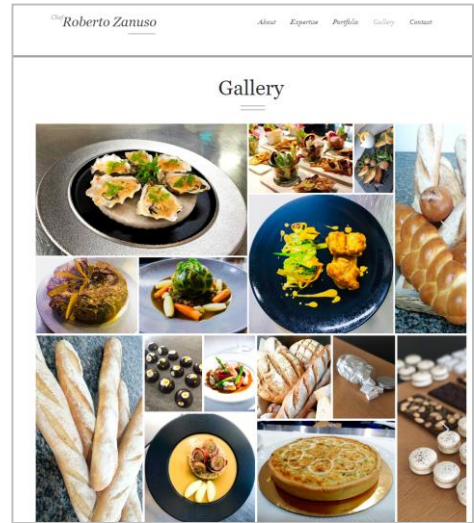 Chef Roberto Zanuso
About Expertise Portfolio Gallery Contact
Gallery